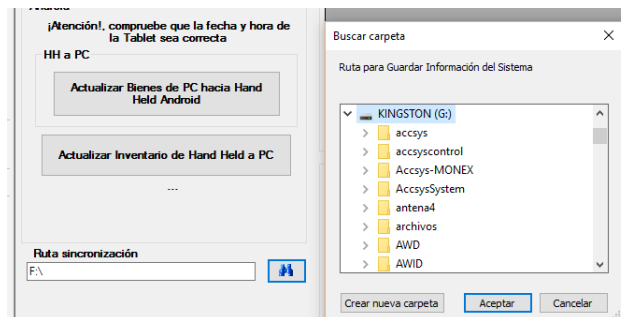 ¡Atención!, compruebe que la fecha y hora de
la Tablet sea correcta
HH a PC
Actualizar Bienes de PC hacia Hand
Held Android
Actualizar Inventario de Hand Held a PC
...
Ruta sincronización
F:\
Buscar carpeta
Ruta para Guardar Información del Sistema
KINGSTON (G:)
accsys
accsyscontrol
Accsys-MONEX
AccsysSystem
antena4
archivos
AWD
AWID
Crear nueva carpeta
Aceptar
Cancelar